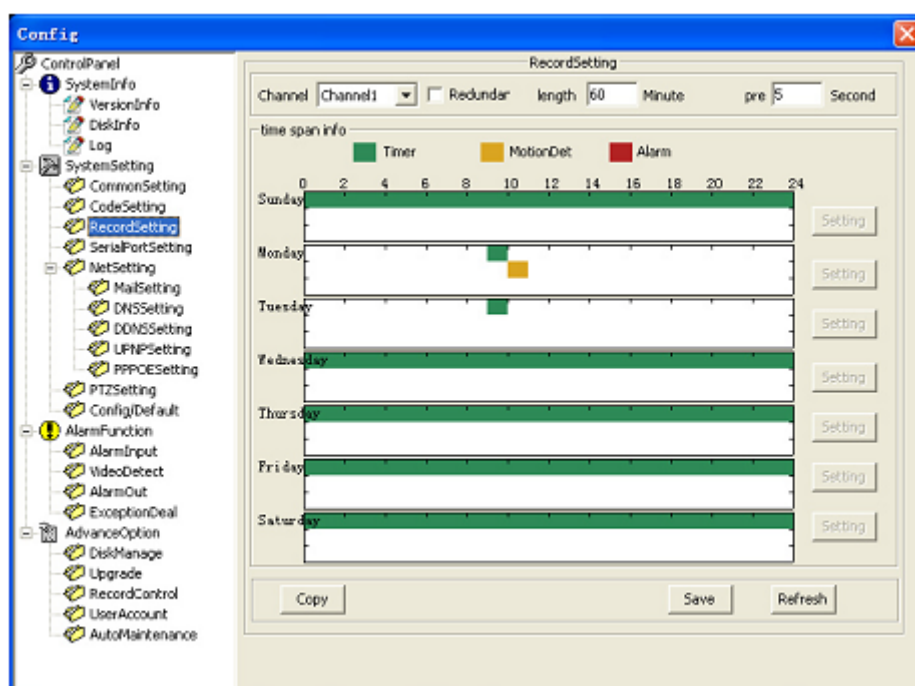 Config
ControlPanel
SystemInfo
VersionInfo
DiskInfo
Log
SystemSetting
CommonSetting
CodeSetting
RecordSetting
SerialPortSetting
NetSetting
MailSetting
DNSSetting
DDNSSetting
UPNPSetting
PPPOESetting
PTZSetting
Config/Default
AlarmFunction
AlarmInput
VideoDetect
AlarmOut
ExceptionDeal
AdvanceOption
DiskManage
Upgrade
RecordControl
UserAccount
AutoMaintenance
RecordSetting
Channel Channel1 Redundar length 60 Minute pre 5 Second
time span info
Timer MotionDet Alarm
0 2 4 6 8 10 12 14 16 18 20 22 24
Sunday Setting
Monday Setting
Tuesday Setting
Wednesday Setting
Thursday Setting
Friday Setting
Saturday Setting
Copy Save Refresh